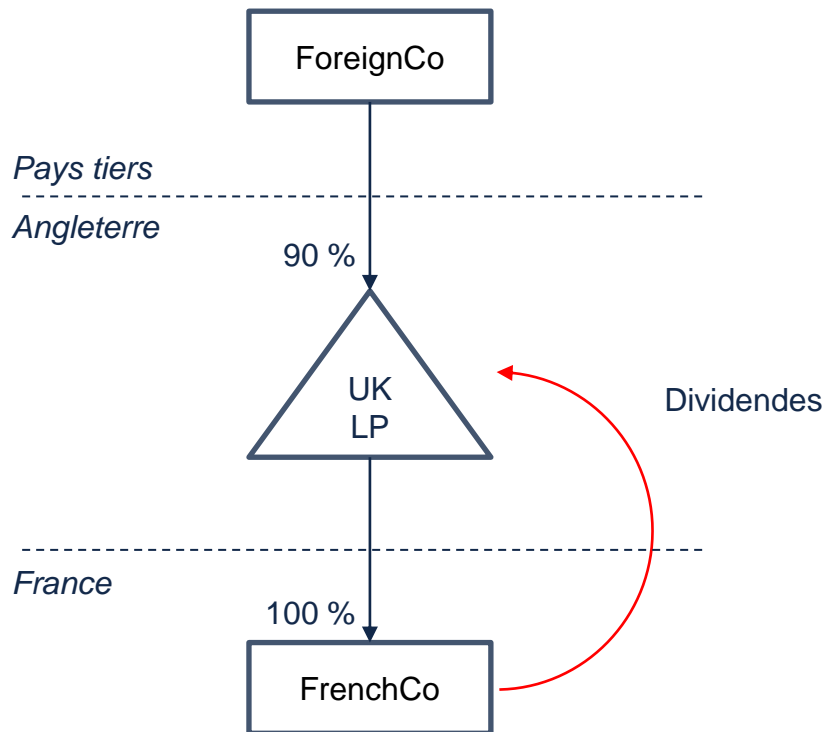 ForeignCo
Pays tiers
Angleterre
90 %
UK
LP
Dividendes
France
100 %
FrenchCo